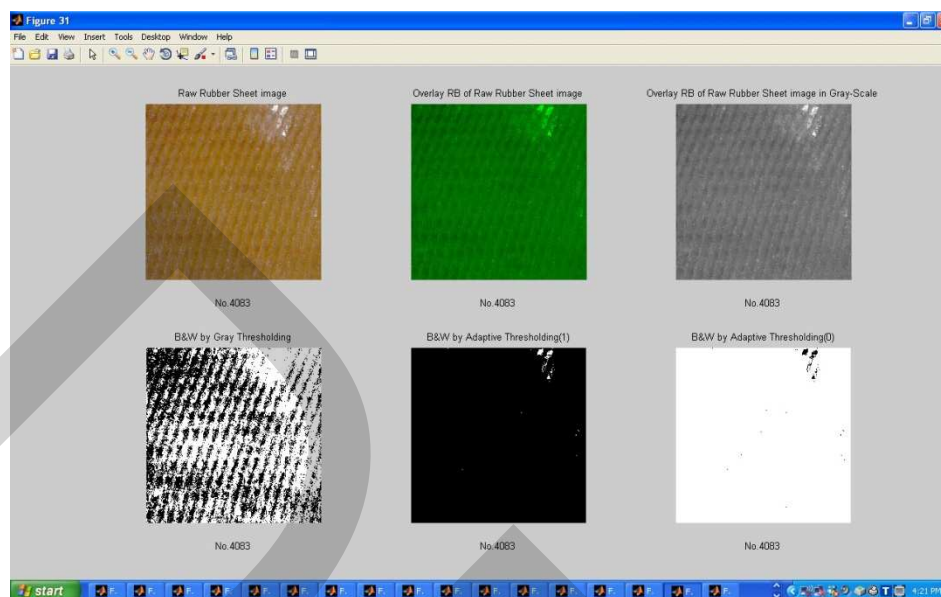 Figure 31
File Edit View Insert Tools Desktop Window Help
Raw Rubber Sheet image
Overlay RB of Raw Rubber Sheet image
Overlay RB of Raw Rubber Sheet image in Gray-Scale
No.4083
No.4083
No.4083
B&W by Gray Thresholding
B&W by Adaptive Thresholding(1)
B&W by Adaptive Thresholding(0)
No.4083
No.4083
No.4083
start F. F. F. F. F. F. F. F. F. F. F. F. F. F. F. F. F. 4:21 PM